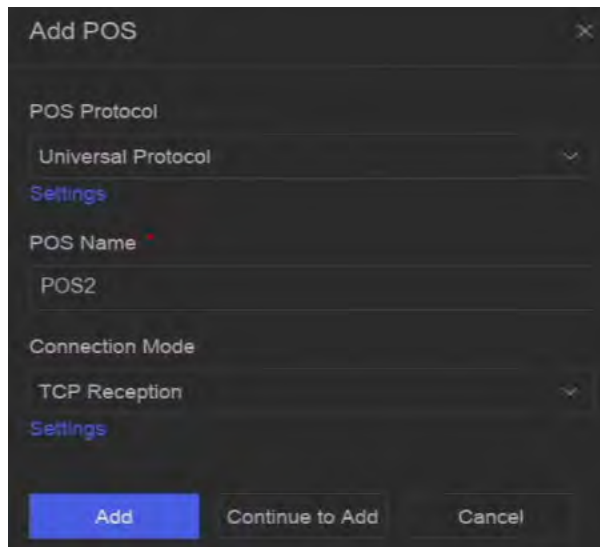 Add POS
POS Protocol
Universal Protocol
Settings
POS Name *
POS2
Connection Mode
TCP Reception
Settings
Add Continue to Add Cancel